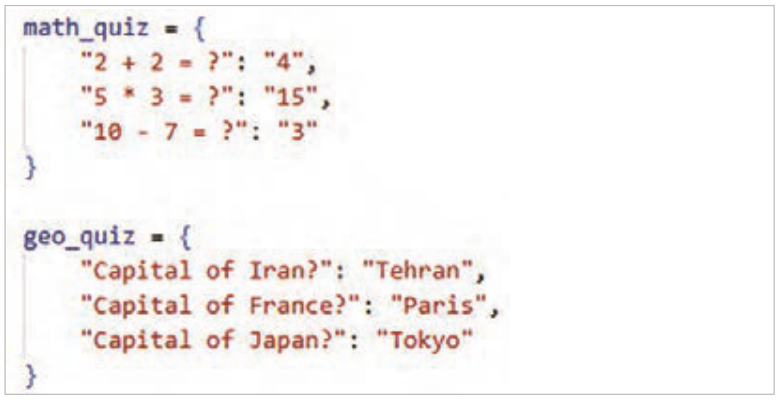 math_quiz = {
    "2 + 2 = ?": "4",
    "5 * 3 = ?": "15",
    "10 - 7 = ?": "3"
}
geo_quiz = {
    "Capital of Iran?": "Tehran",
    "Capital of France?": "Paris",
    "Capital of Japan?": "Tokyo"
}